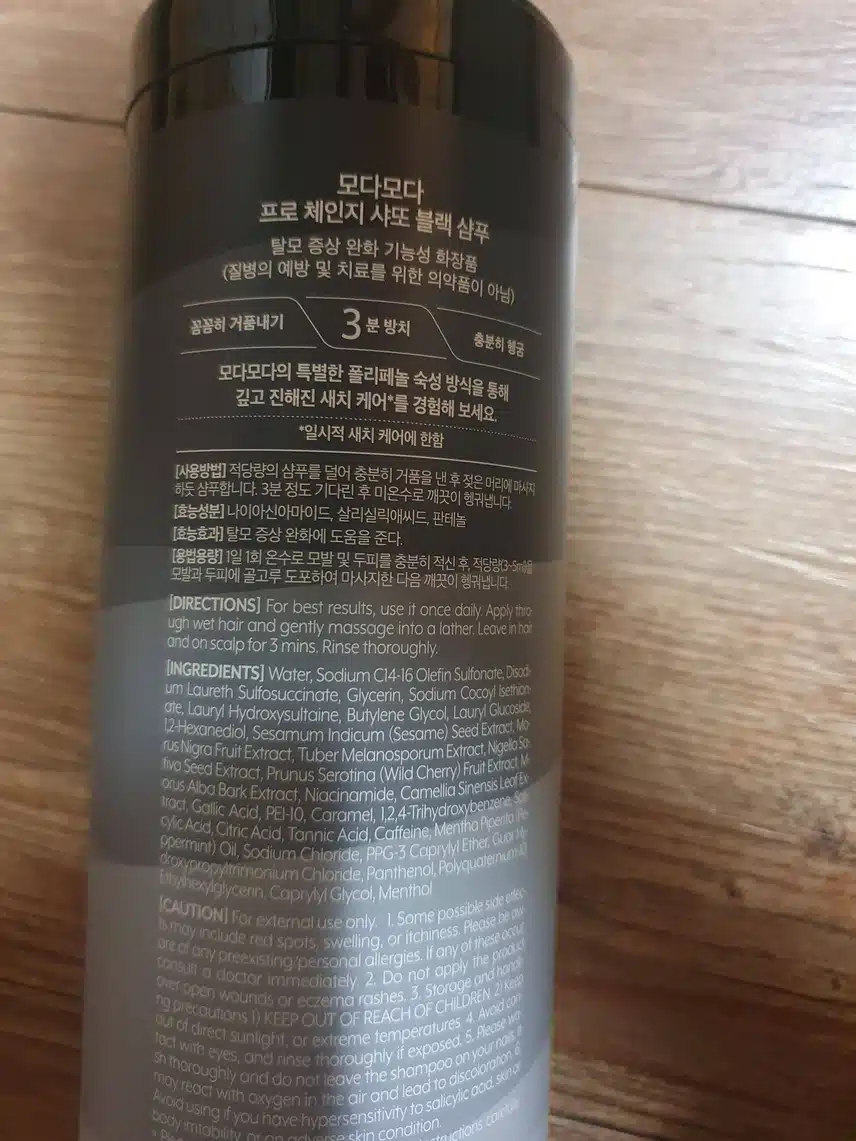 모다모다
프로 체인지 샤또 블랙 샴푸
탈모 증상 완화 기능성 화장품
(질병의 예방 및 치료를 위한 의약품이 아님)
꼼꼼히 거품내기 3분 방치 충분히 헹굼
모다모다의 특별한 폴리페놀 숙성 방식을 통해
깊고 진해진 새치 케어*를 경험해 보세요.
*일시적 새치 케어에 한함
[사용방법] 적당량의 샴푸를 덜어 충분히 거품을 낸 후 젖은 머리에 마사지
하듯 샴푸합니다. 3분 정도 기다린 후 미온수로 깨끗이 헹궈냅니다.
[효능성분] 나이아신아마이드, 살리실릭애씨드, 판테놀
[효능효과] 탈모 증상 완화에 도움을 준다.
[용법용량] 1일 1회 온수로 모발 및 두피를 충분히 적신 후, 적당량(3~5ml)을
모발과 두피에 골고루 도포하여 마사지한 다음 깨끗이 헹궈냅니다.
[DIRECTIONS] For best results, use it once daily. Apply thro-
ugh wet hair and gently massage into a lather. Leave in hair
and on scalp for 3 mins. Rinse thoroughly.
[INGREDIENTS] Water, Sodium C14-16 Olefin Sulfonate, Disodi-
um Laureth Sulfosuccinate, Glycerin, Sodium Cocoyl Isethion-
ate, Lauryl Hydroxysultaine, Butylene Glycol, Lauryl Glucoside,
1,2-Hexanediol, Sesamum Indicum (Sesame) Seed Extract, Mo-
rus Nigra Fruit Extract, Tuber Melanosporum Extract, Nigella Sa-
tiva Seed Extract, Prunus Serotina (Wild Cherry) Fruit Extract, M-
orus Alba Bark Extract, Niacinamide, Camellia Sinensis Leaf Ex-
tract, Gallic Acid, PEI-10, Caramel, 1,2,4-Trihydroxybenzene, Sali-
cylic Acid, Citric Acid, Tannic Acid, Caffeine, Mentha Piperita (Pe-
ppermint) Oil, Sodium Chloride, PPG-3 Caprylyl Ether, Guar Hy-
droxypropyltrimonium Chloride, Panthenol, Polyquaternium-10,
Ethylhexylglycerin, Caprylyl Glycol, Menthol
[CAUTION] For external use only. 1. Some possible side effec-
ts may include red spots, swelling, or itchiness. Please be aw-
are of any preexisting personal allergies. If any of these occur,
consult a doctor immediately. 2. Do not apply the product
over open wounds or eczema rashes. 3. Storage and handli-
ng precautions 1) KEEP OUT OF REACH OF CHILDREN 2) Keep
out of direct sunlight, or extreme temperatures 4. Avoid con-
tact with eyes, and rinse thoroughly if exposed. 5. Please wa-
sh thoroughly and do not leave the shampoo on your nails, it
may react with oxygen in the air and lead to discoloration. 6.
Avoid using if you have hypersensitivity to salicylic acid, skin or
body irritability, or an adverse skin condition.
instructions carefully